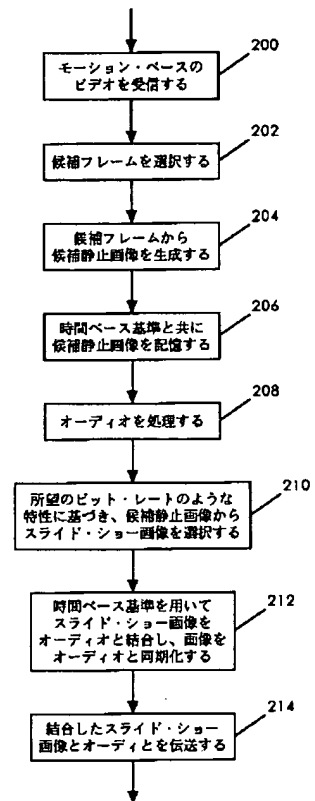 200
モーション・ベースの
ビデオを受信する
202
候補フレームを選択する
204
候補フレームから
候補静止画像を生成する
206
時間ベース基準と共に
候補静止画像を記憶する
208
オーディオを処理する
210
所望のビット・レートのような
特性に基づき、候補静止画像から
スライド・ショー画像を選択する
212
時間ベース基準を用いて
スライド・ショー画像を
オーディオと結合し、画像を
オーディオと同期化する
214
結合したスライド・ショー
画像とオーディとを伝送する